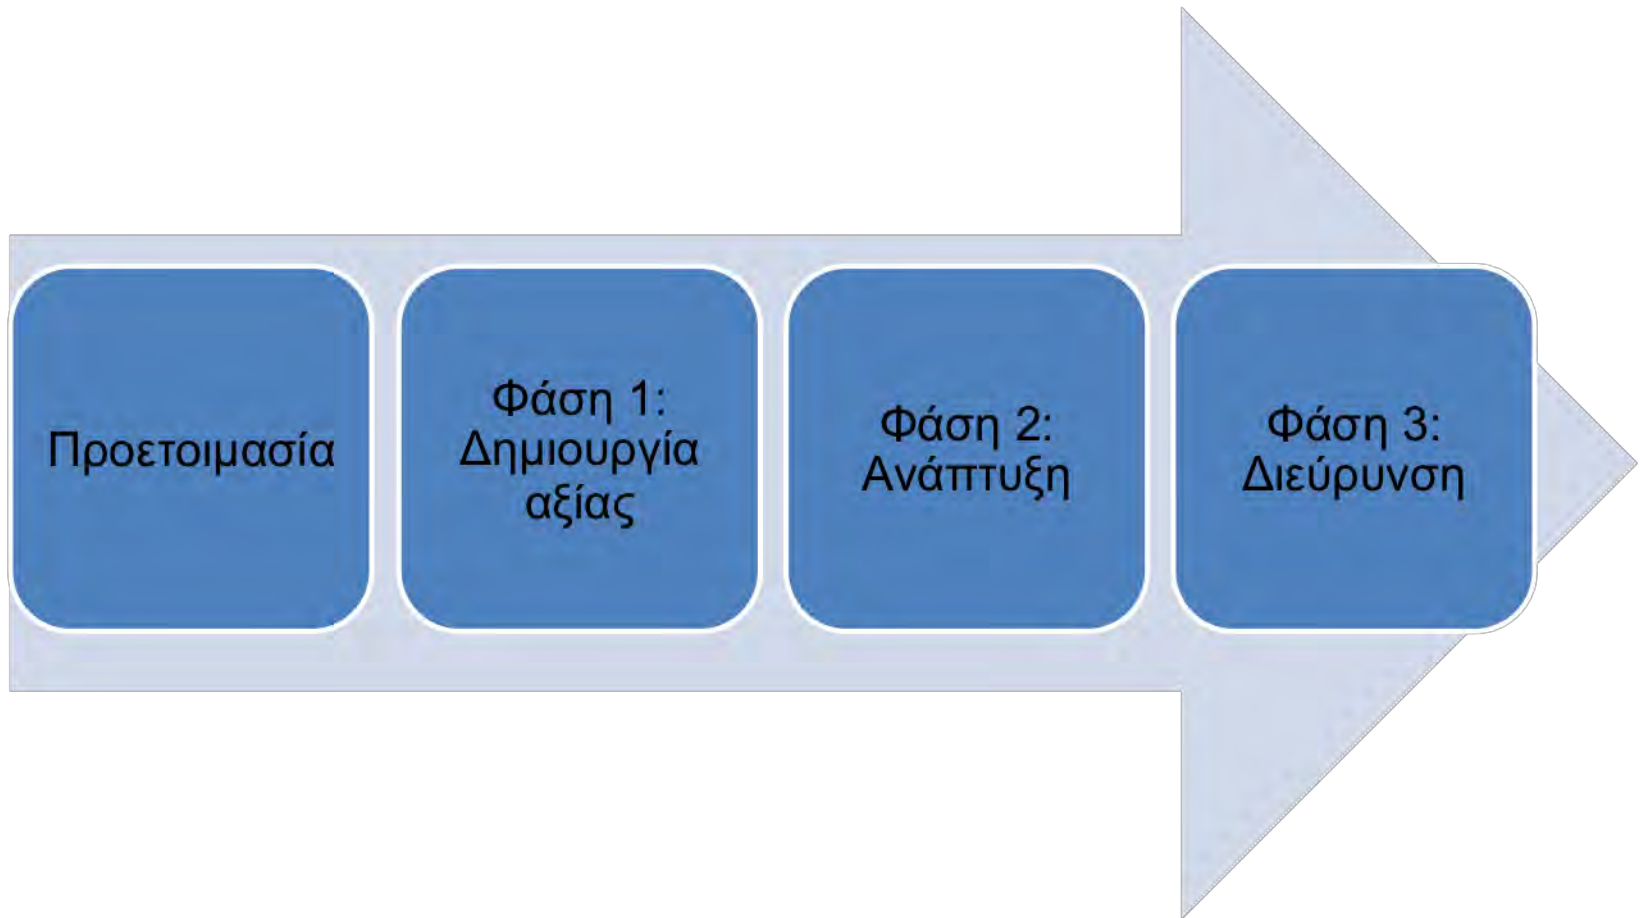 Προετοιμασία
Φάση 1:
Δημιουργία
αξίας
Φάση 2:
Ανάπτυξη
Φάση 3:
Διεύρυνση